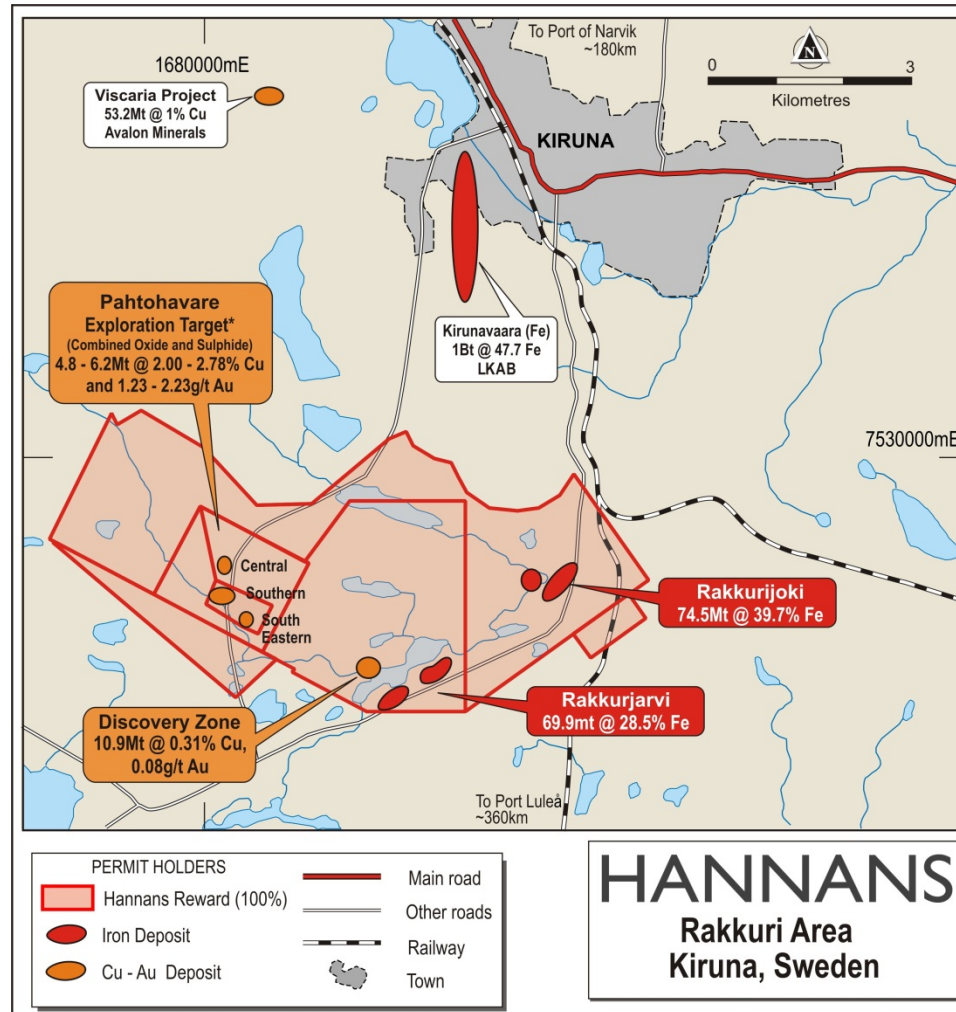 To Port of Narvik
~180km
1680000mE
N
0 3
Kilometres
Viscaria Project
53.2Mt @ 1% Cu
Avalon Minerals
KIRUNA
Pahtohavare
Exploration Target*
(Combined Oxide and Sulphide)
4.8 - 6.2Mt @ 2.00 - 2.78% Cu
and 1.23 - 2.23g/t Au
Kirunavaara (Fe)
1Bt @ 47.7 Fe
LKAB
7530000mE
Central
Southern
South
Eastern
Rakkurijoki
74.5Mt @ 39.7% Fe
Rakkurjarvi
69.9mt @ 28.5% Fe
Discovery Zone
10.9Mt @ 0.31% Cu,
0.08g/t Au
To Port Luleå
~360km
PERMIT HOLDERS
Hannans Reward (100%)
Iron Deposit
Cu - Au Deposit
Main road
Other roads
Railway
Town
HANNANS
Rakkuri Area
Kiruna, Sweden